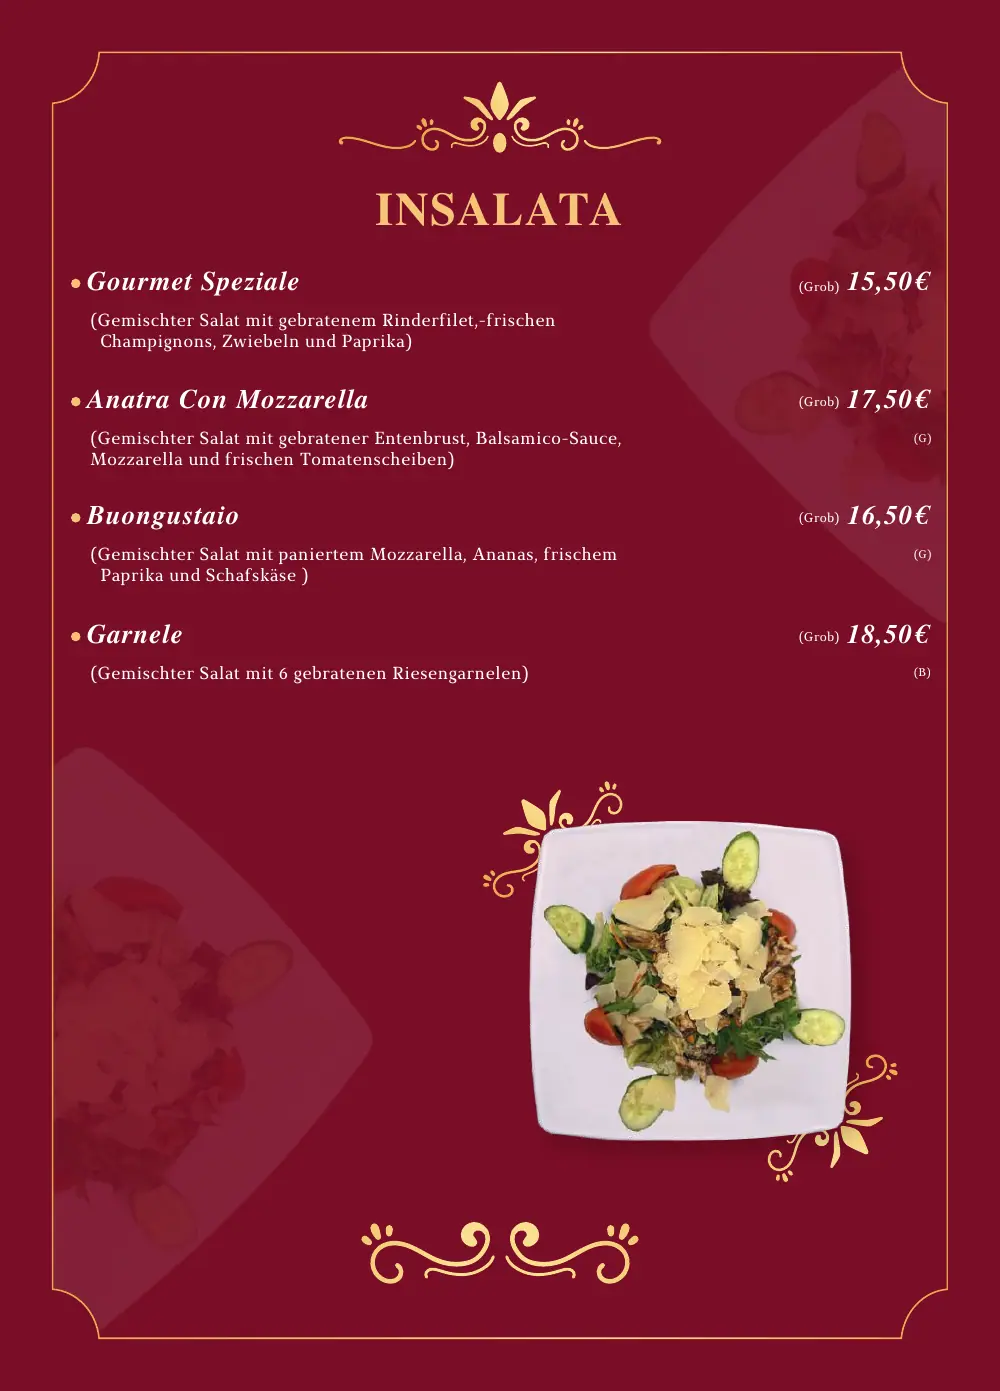 INSALATA
Gourmet Speziale (Grob) 15,50€
(Gemischter Salat mit gebratenem Rinderfilet,-frischen
Champignons, Zwiebeln und Paprika)
Anatra Con Mozzarella (Grob) 17,50€
(Gemischter Salat mit gebratener Entenbrust, Balsamico-Sauce, (G)
Mozzarella und frischen Tomatenscheiben)
Buongustaio (Grob) 16,50€
(Gemischter Salat mit paniertem Mozzarella, Ananas, frischem (G)
Paprika und Schafskäse )
Garnele (Grob) 18,50€
(Gemischter Salat mit 6 gebratenen Riesengarnelen) (B)